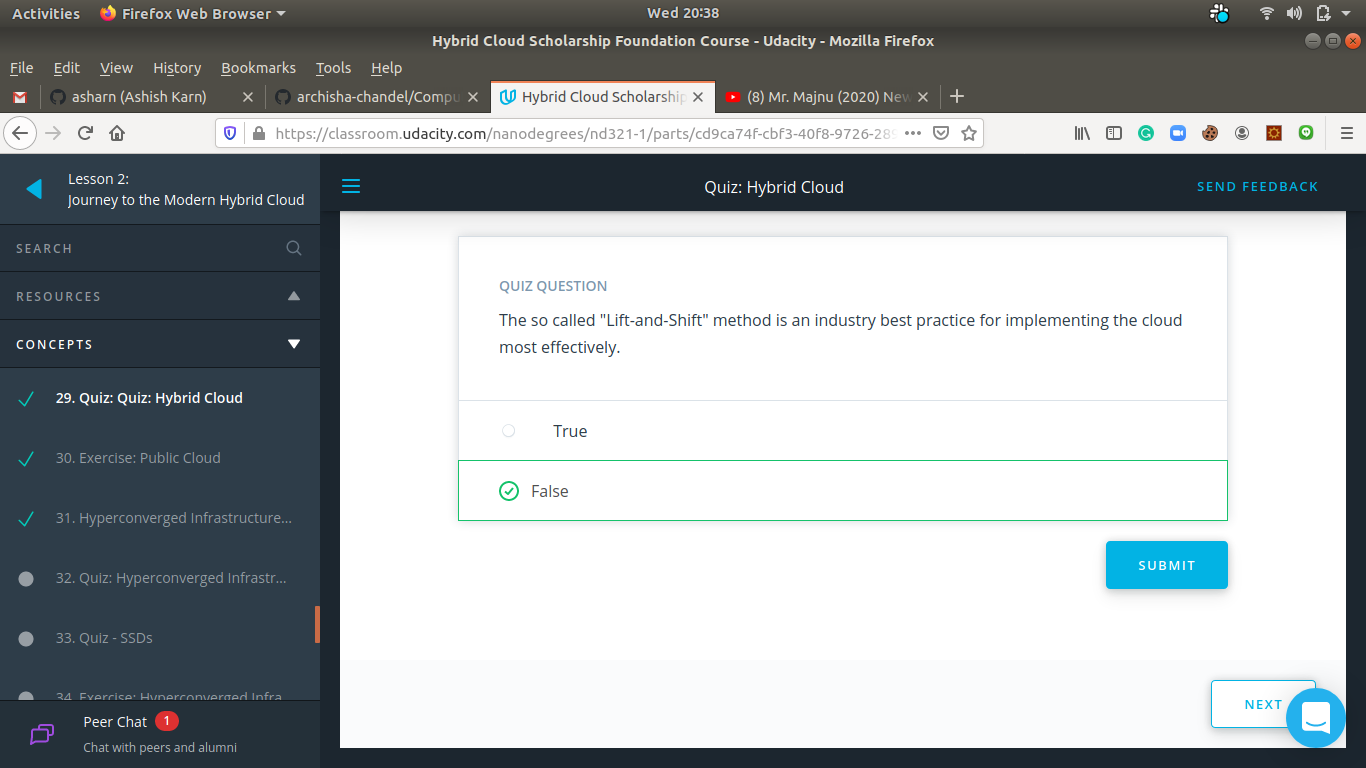 Activities Firefox Web Browser Wed 20:38
Hybrid Cloud Scholarship Foundation Course - Udacity - Mozilla Firefox
File Edit View History Bookmarks Tools Help
asharn (Ashish Karn) archisha-chandel/Compu Hybrid Cloud Scholarship (8) Mr. Majnu (2020) New
https://classroom.udacity.com/nanodegrees/nd321-1/parts/cd9ca74f-cbf3-40f8-9726-289
Lesson 2:
Journey to the Modern Hybrid Cloud
SEARCH
RESOURCES
CONCEPTS
29. Quiz: Quiz: Hybrid Cloud
30. Exercise: Public Cloud
31. Hyperconverged Infrastructure...
32. Quiz: Hyperconverged Infrastr...
33. Quiz - SSDs
34. Exercise: Hyperconverged Infra
Peer Chat 1
Chat with peers and alumni
Quiz: Hybrid Cloud
SEND FEEDBACK
QUIZ QUESTION
The so called "Lift-and-Shift" method is an industry best practice for implementing the cloud
most effectively.
True
False
SUBMIT
NEXT